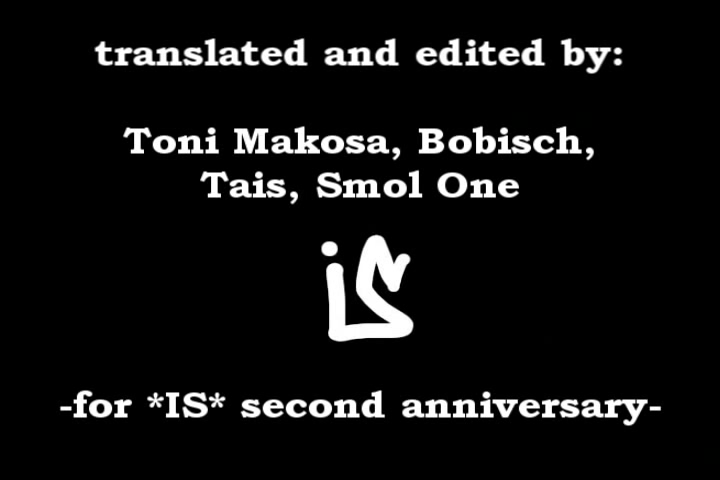 translated and edited by:
Toni Makosa, Bobisch,
Tais, Smol One
is
-for *IS* second anniversary-